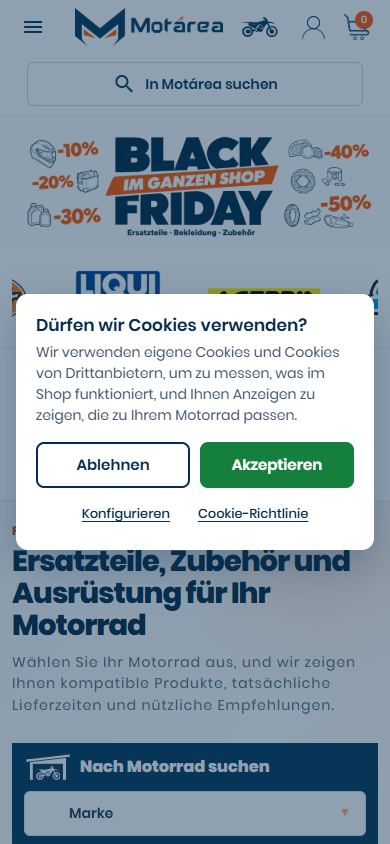 Motárea
0
In Motárea suchen
-10%
-20%
-30%
BLACK
IM GANZEN SHOP
FRIDAY
Ersatzteile · Bekleidung · Zubehör
-40%
-50%
LIQUI
Dürfen wir Cookies verwenden?
Wir verwenden eigene Cookies und Cookies
von Drittanbietern, um zu messen, was im
Shop funktioniert, und Ihnen Anzeigen zu
zeigen, die zu Ihrem Motorrad passen.
Ablehnen
Akzeptieren
Konfigurieren
Cookie-Richtlinie
Ersatzteile, Zubehör und
Ausrüstung für Ihr
Motorrad
Wählen Sie Ihr Motorrad aus, und wir zeigen
Ihnen kompatible Produkte, tatsächliche
Lieferzeiten und nützliche Empfehlungen.
Nach Motorrad suchen
Marke